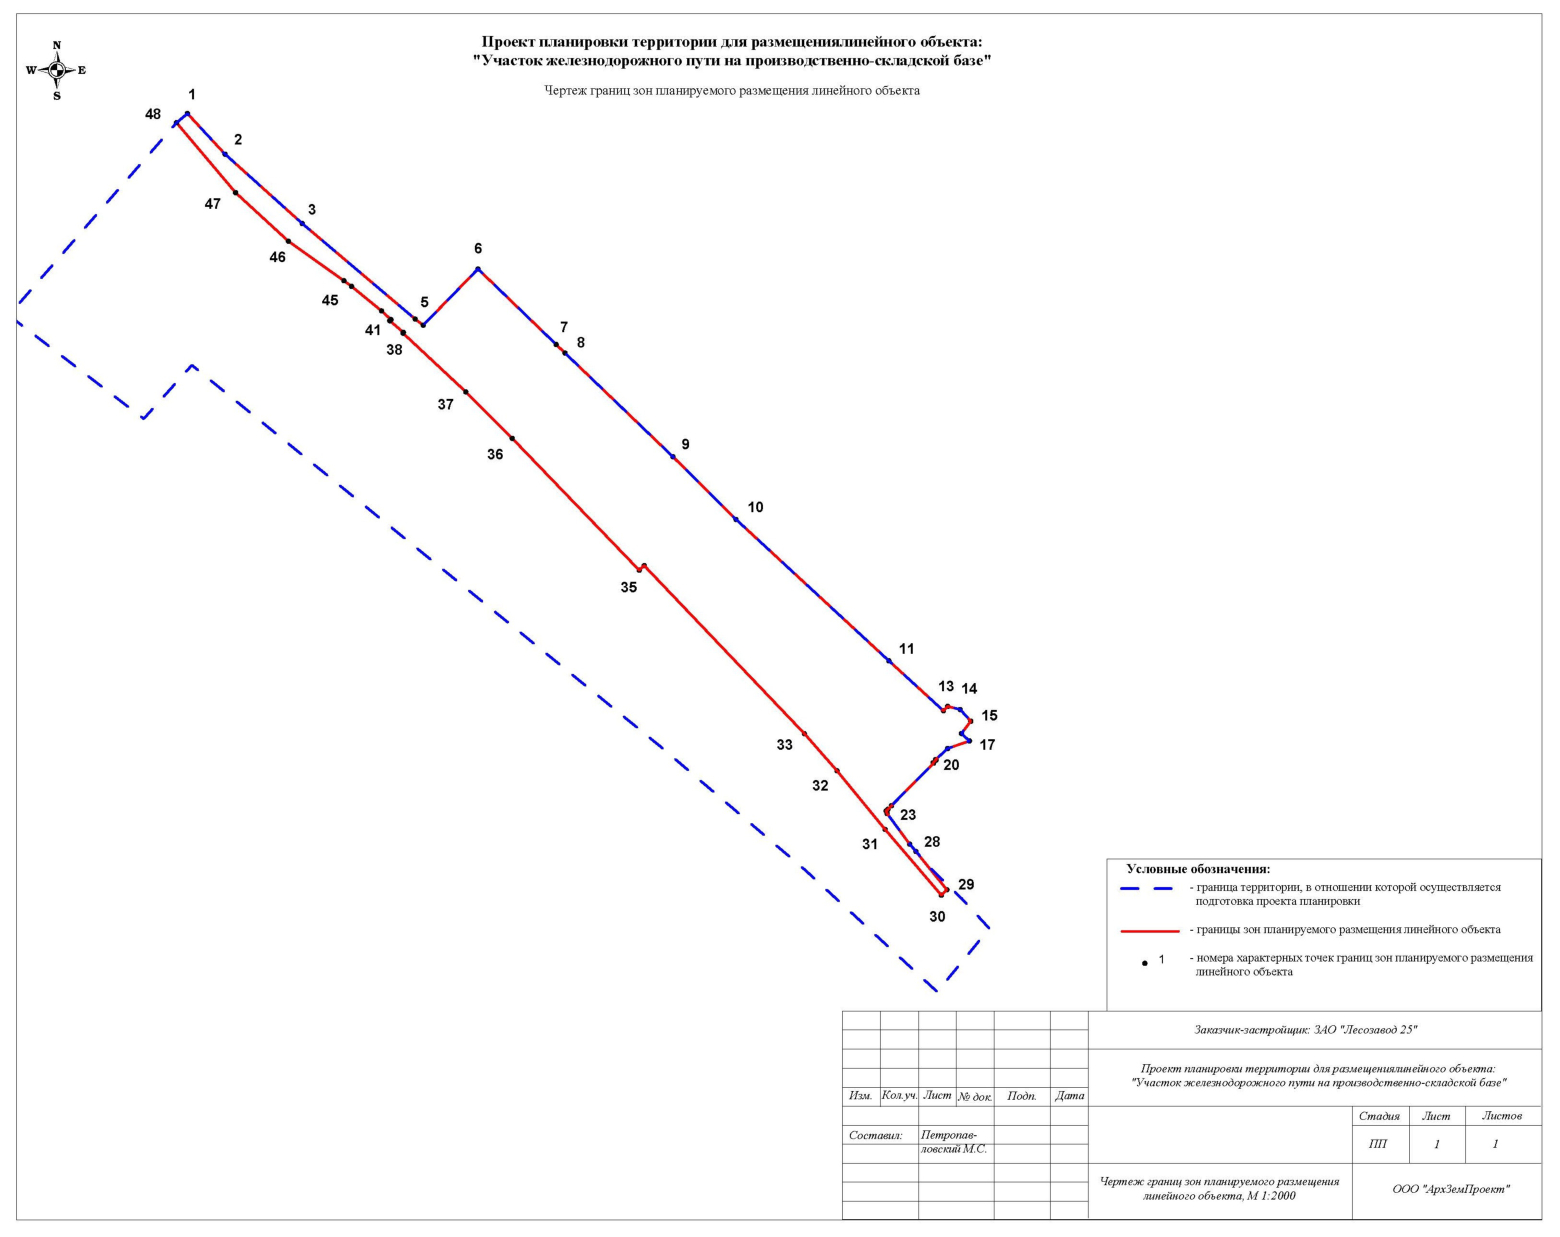 Проект планировки территории для размещениялинейного объекта:
"Участок железнодорожного пути на производственно-складской базе"
Чертеж границ зон планируемого размещения линейного объекта
N
W E
S
1
48
2
47
3
46
6
45
5
41
7
38
8
37
9
36
10
35
11
13
14
15
33
17
20
32
23
31
28
29
30
Условные обозначения:
- граница территории, в отношении которой осуществляется
подготовка проекта планировки
- границы зон планируемого размещения линейного объекта
1 - номера характерных точек границ зон планируемого размещения
линейного объекта
Заказчик-застройщик: ЗАО "Лесозавод 25"
Проект планировки территории для размещениялинейного объекта:
"Участок железнодорожного пути на производственно-складской базе"
Изм. Кол.уч. Лист № док. Подп. Дата
Стадия Лист Листов
Составил: Петропав-
ловский М.С.
ПП 1 1
Чертеж границ зон планируемого размещения
линейного объекта, М 1:2000
ООО "АрхЗемПроект"